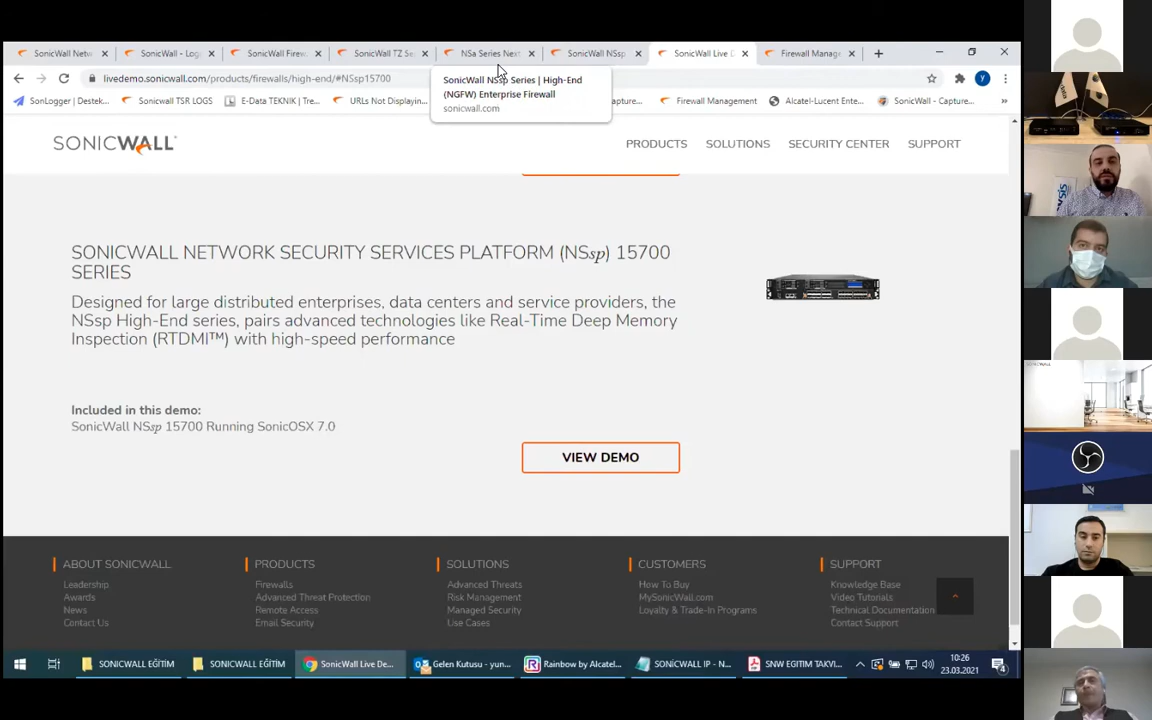 SonicWall Netw
SonicWall - Log
SonicWall Firew
SonicWall TZ Se
NSa Series Next
SonicWall NSsp
SonicWall Live D
Firewall Manage
livedemo.sonicwall.com/products/firewalls/high-end/#NSsp15700
SonicWall NSsp Series | High-End
(NGFW) Enterprise Firewall
sonicwall.com
SonLogger | Destek...
Sonicwall TSR LOGS
E-Data TEKNİK | Tre...
URLs Not Displayin...
apture...
Firewall Management
Alcatel-Lucent Ente...
SonicWall - Capture...
SONICWALL
PRODUCTS
SOLUTIONS
SECURITY CENTER
SUPPORT
SONICWALL NETWORK SECURITY SERVICES PLATFORM (NSsp) 15700
SERIES
Designed for large distributed enterprises, data centers and service providers, the
NSsp High-End series, pairs advanced technologies like Real-Time Deep Memory
Inspection (RTDMI™) with high-speed performance
Included in this demo:
SonicWall NSsp 15700 Running SonicOSX 7.0
VIEW DEMO
ABOUT SONICWALL
Leadership
Awards
News
Contact Us
PRODUCTS
Firewalls
Advanced Threat Protection
Remote Access
Email Security
SOLUTIONS
Advanced Threats
Risk Management
Managed Security
Use Cases
CUSTOMERS
How To Buy
MySonicWall.com
Loyalty & Trade-In Programs
SUPPORT
Knowledge Base
Video Tutorials
Technical Documentation
Contact Support
SONICWALL EĞİTİM
SONICWALL EĞİTİM
SonicWall Live De...
Gelen Kutusu - yun...
Rainbow by Alcatel...
SONİCWALL IP - N...
SNW EGITIM TAKVI...
10:26
23.03.2021
4